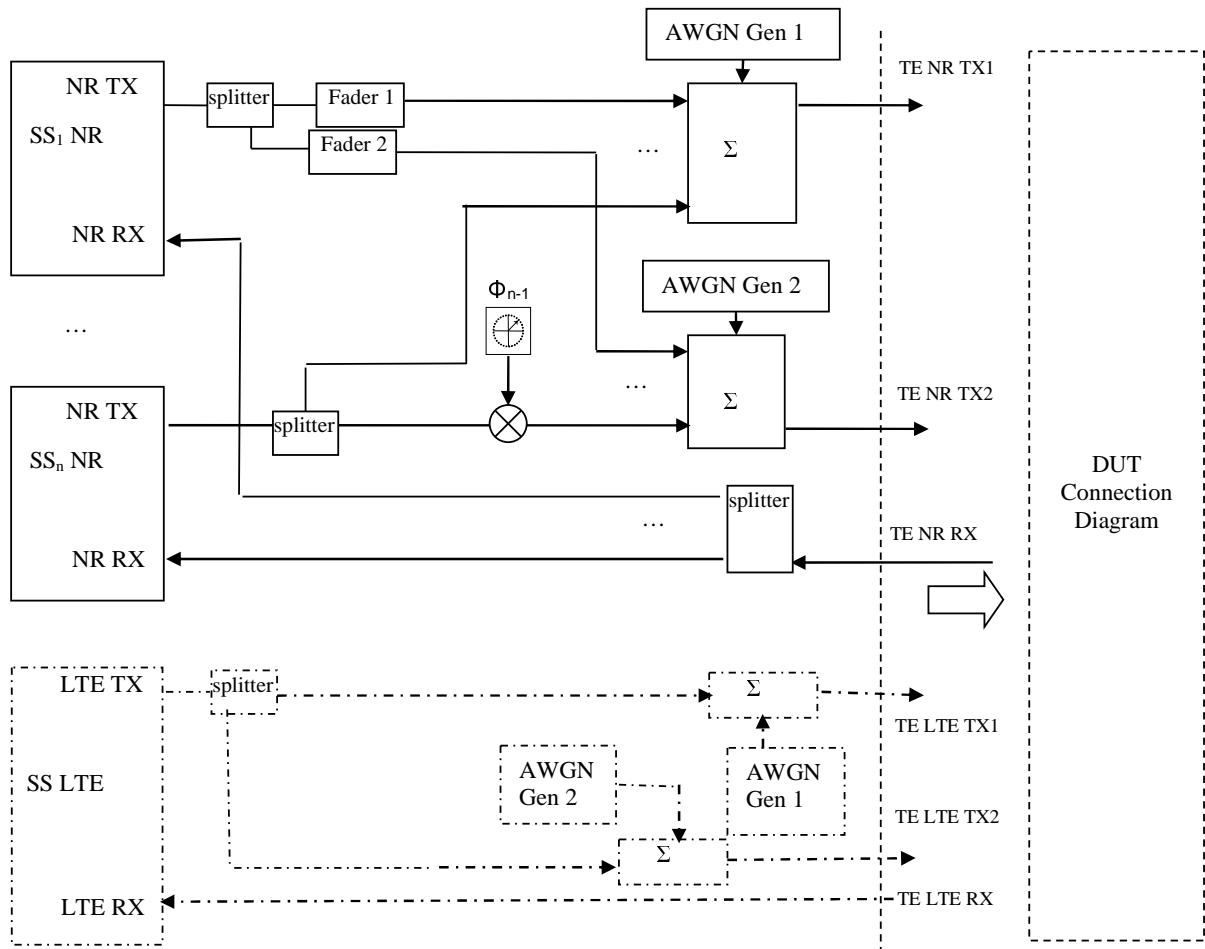 AWGN Gen 1
TE NR TX1
NR TX
splitter
Fader 1
SS₁ NR
Fader 2
…
Σ
NR RX
AWGN Gen 2
Φn-1
…
…
Σ
NR TX
TE NR TX2
splitter
SSn NR
DUT
Connection
Diagram
splitter
…
TE NR RX
NR RX
LTE TX
splitter
Σ
TE LTE TX1
SS LTE
AWGN
Gen 2
AWGN
Gen 1
TE LTE TX2
Σ
LTE RX
TE LTE RX